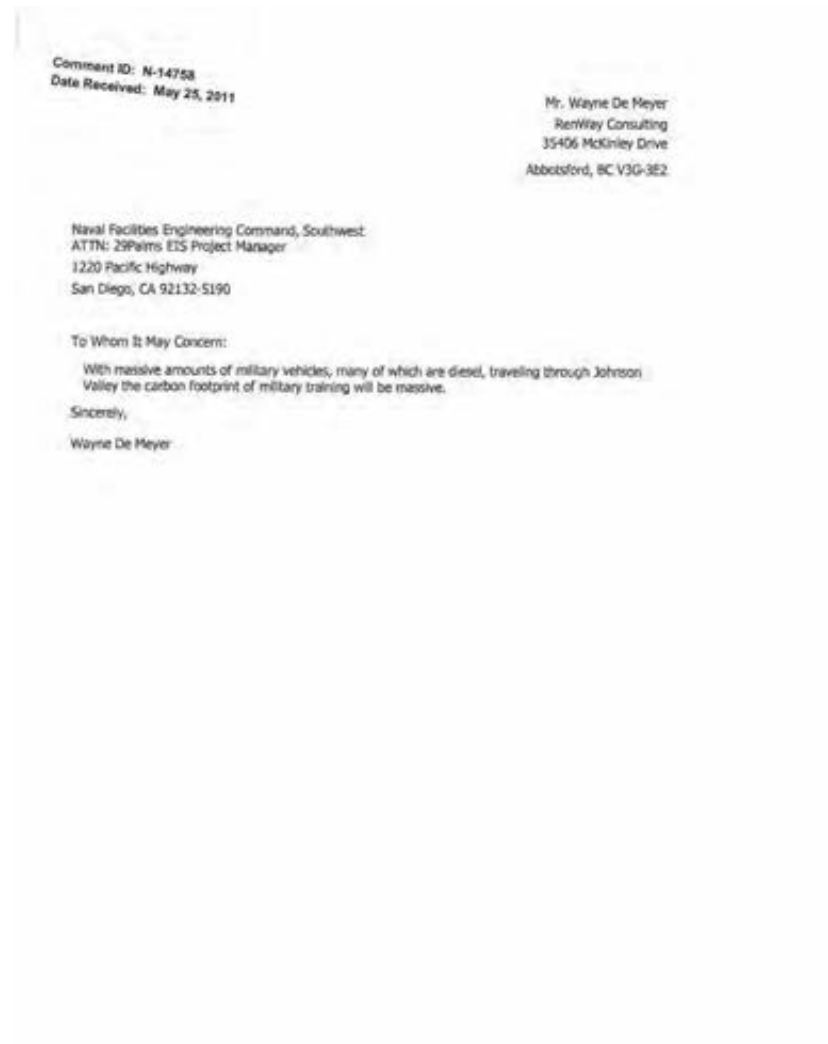 Comment ID: N-14758
Date Received: May 25, 2011
Mr. Wayne De Meyer
RenWay Consulting
35406 McKinley Drive
Abbotsford, BC V3G-3E2
Naval Facilities Engineering Command, Southwest
ATTN: 29Palms EIS Project Manager
1220 Pacific Highway
San Diego, CA 92132-5190
To Whom It May Concern:
With massive amounts of military vehicles, many of which are diesel, traveling through Johnson
Valley the carbon footprint of military training will be massive.
Sincerely,
Wayne De Meyer